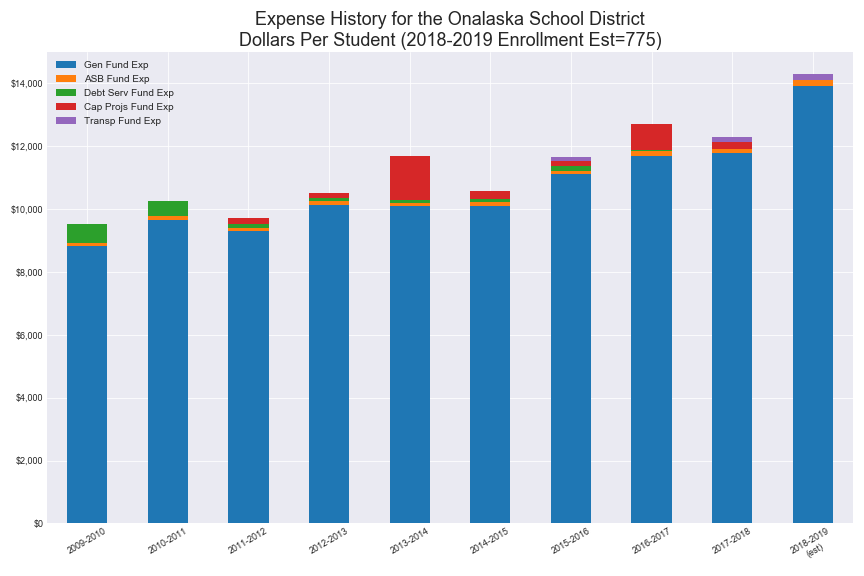 Expense History for the Onalaska School District
Dollars Per Student (2018-2019 Enrollment Est=775)
Gen Fund Exp
ASB Fund Exp
Debt Serv Fund Exp
Cap Projs Fund Exp
Transp Fund Exp
$14,000
$12,000
$10,000
$8,000
$6,000
$4,000
$2,000
$0
2009-2010
2010-2011
2011-2012
2012-2013
2013-2014
2014-2015
2015-2016
2016-2017
2017-2018
2018-2019
(est)